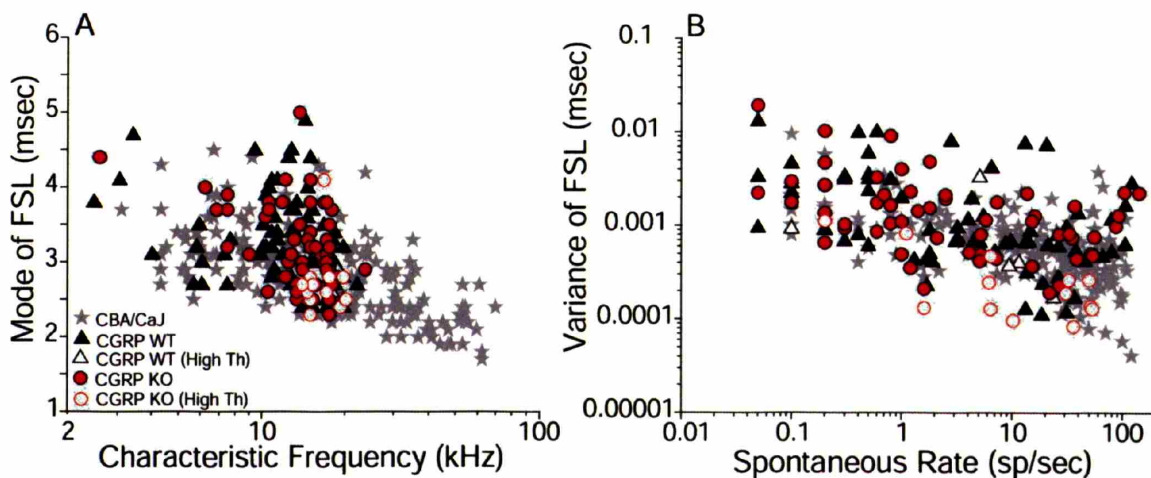 A
Mode of FSL (msec)
6
5
4
3
2
1
CBA/CaJ
CGRP WT
CGRP WT (High Th)
CGRP KO
CGRP KO (High Th)
2
10
100
Characteristic Frequency (kHz)
B
Variance of FSL (msec)
0.1
0.01
0.001
0.0001
0.00001
0.01
0.1
1
10
100
Spontaneous Rate (sp/sec)